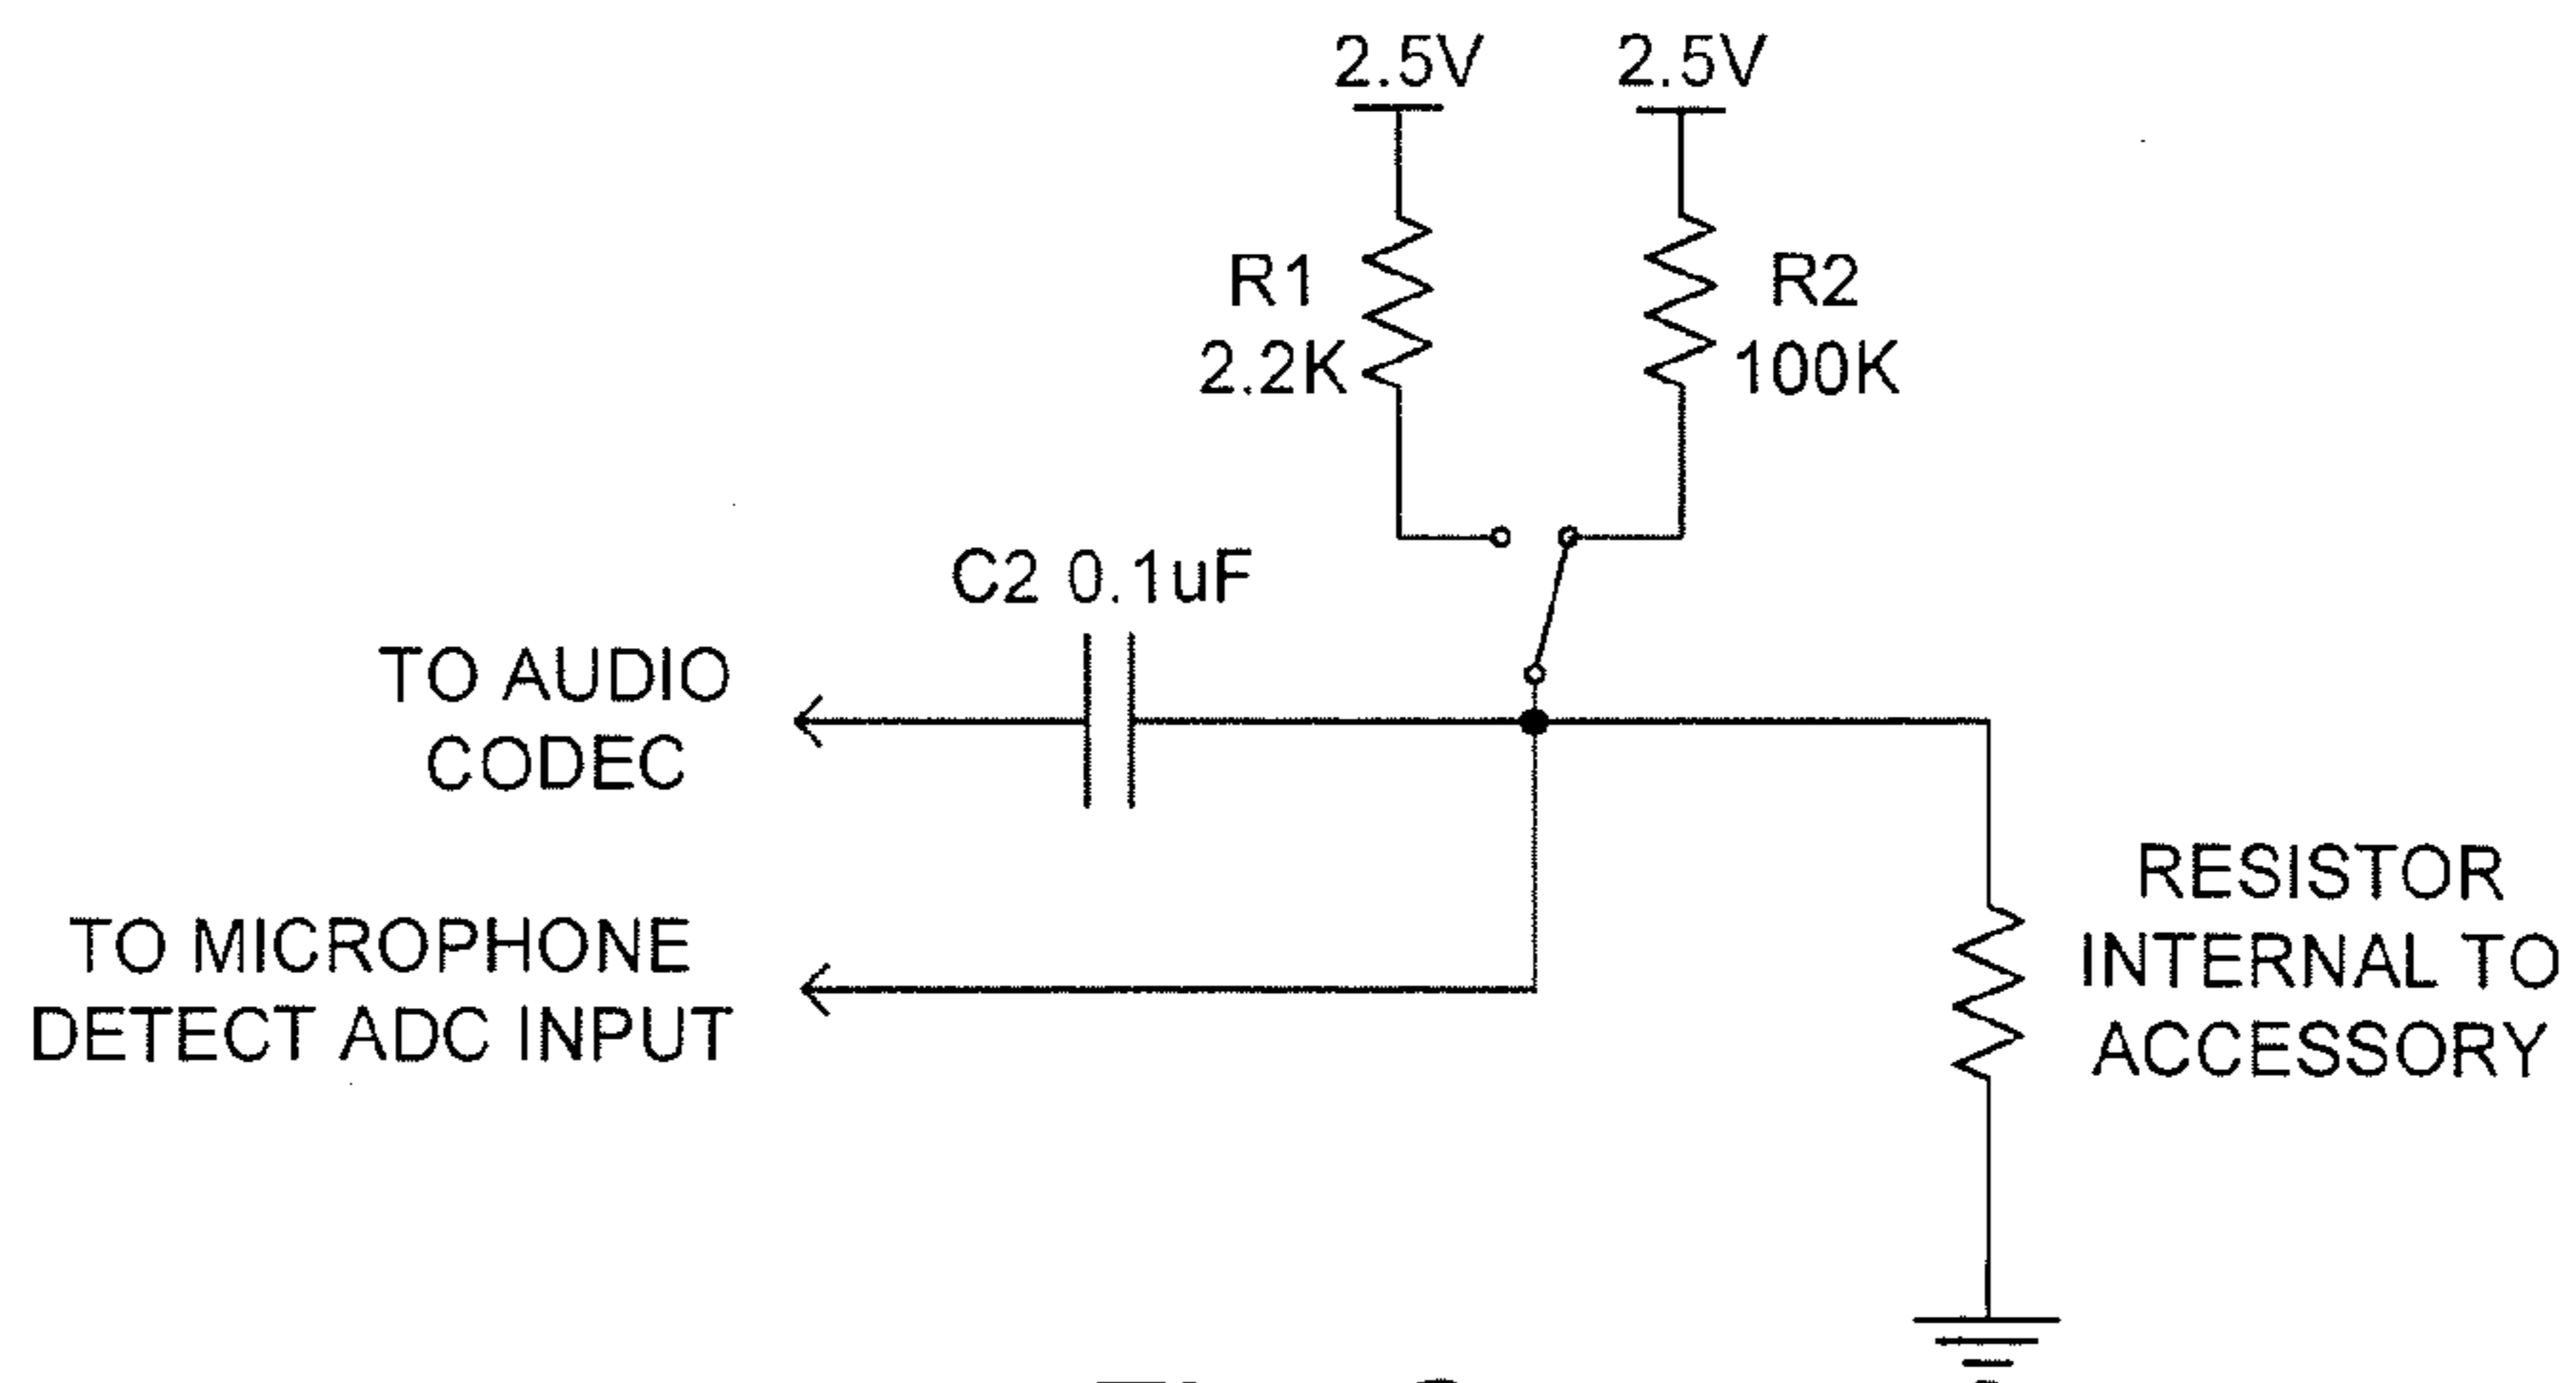 2.5V 2.5V
R1
2.2K
R2
100K
C2 0.1uF
TO AUDIO
CODEC
TO MICROPHONE
DETECT ADC INPUT
RESISTOR
INTERNAL TO
ACCESSORY